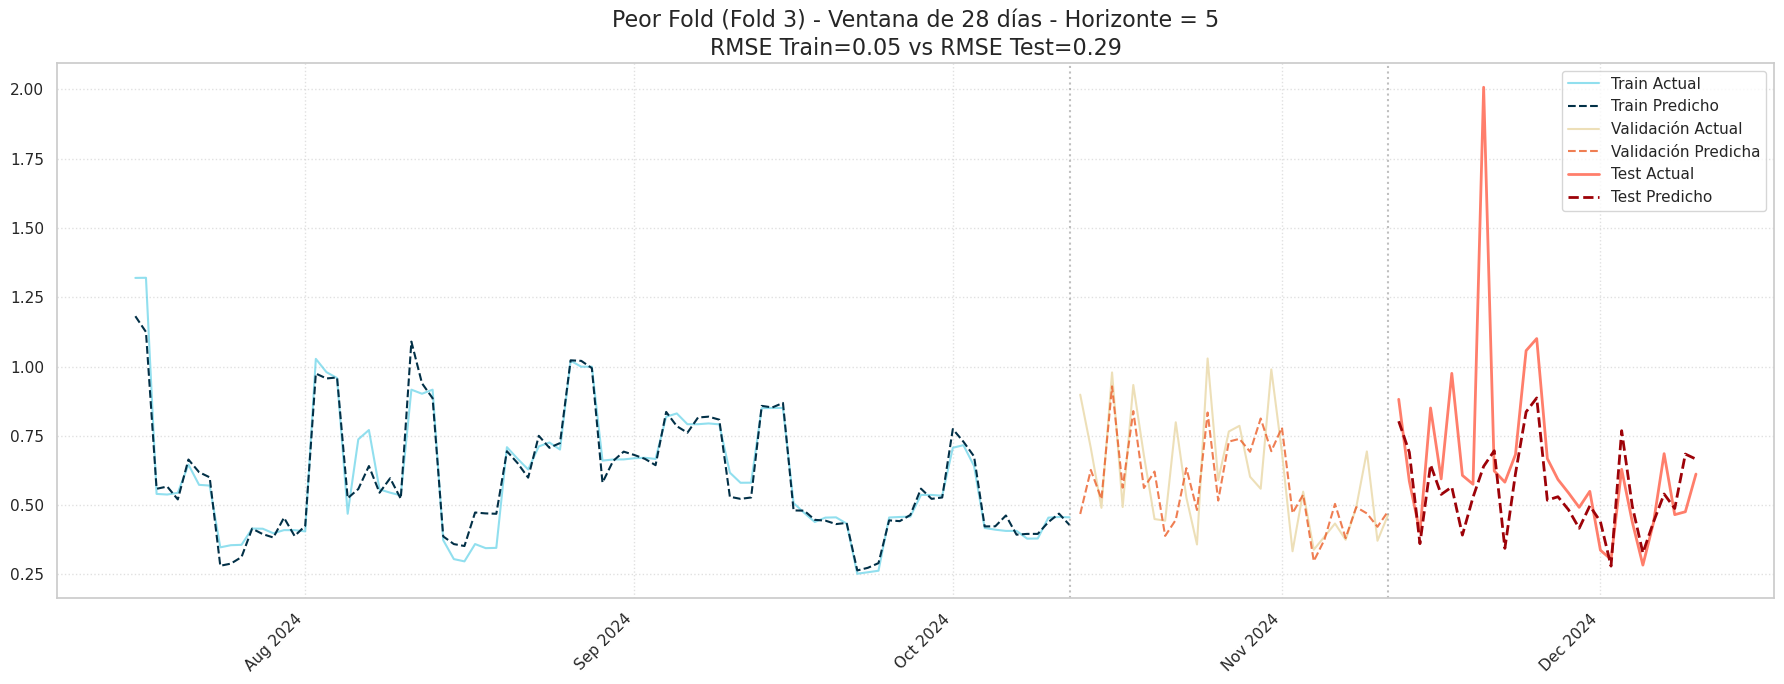 Peor Fold (Fold 3) - Ventana de 28 días - Horizonte = 5
RMSE Train=0.05 vs RMSE Test=0.29
2.00
1.75
1.50
1.25
1.00
0.75
0.50
0.25
Train Actual
Train Predicho
Validación Actual
Validación Predicha
Test Actual
Test Predicho
Aug 2024
Sep 2024
Oct 2024
Nov 2024
Dec 2024